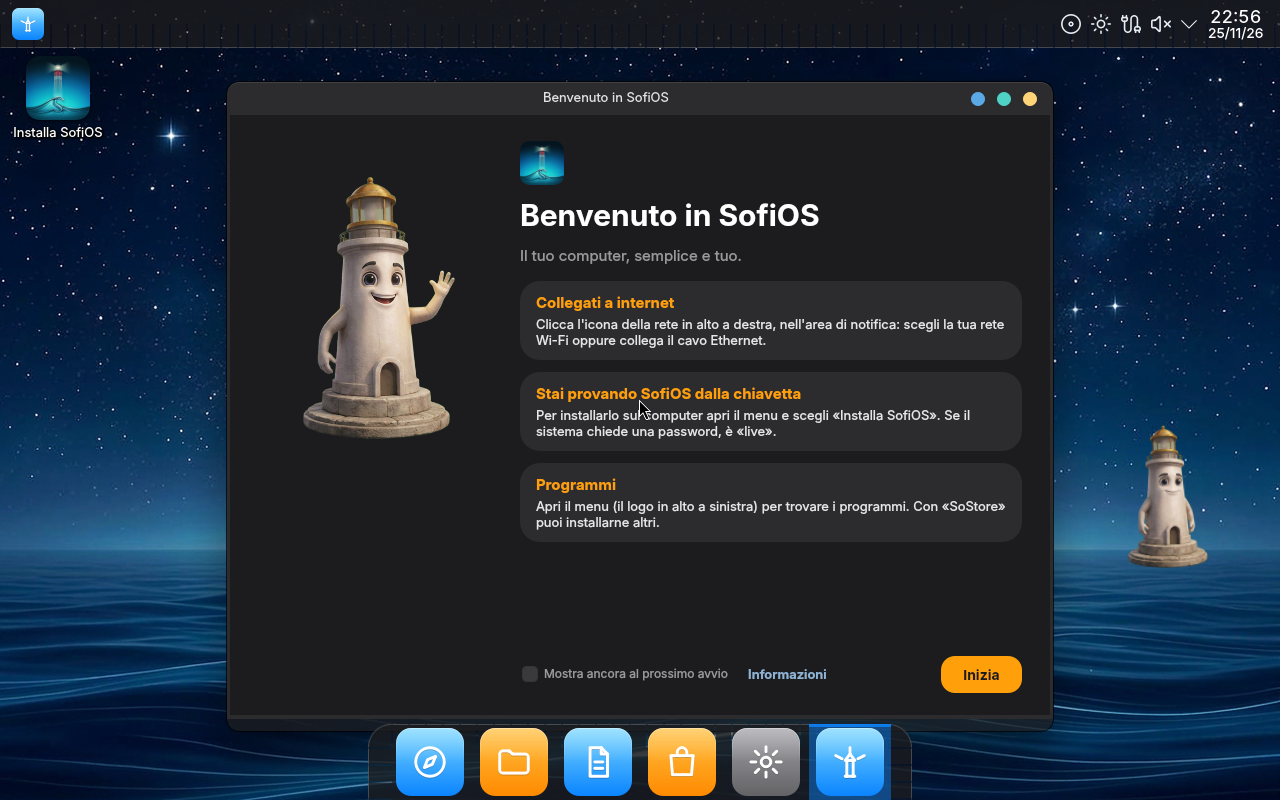 22:56
25/11/26
Installa SofiOS
Benvenuto in SofiOS
Benvenuto in SofiOS
Il tuo computer, semplice e tuo.
Collegati a internet
Clicca l'icona della rete in alto a destra, nell'area di notifica: scegli la tua rete
Wi-Fi oppure collega il cavo Ethernet.
Stai provando SofiOS dalla chiavetta
Per installarlo sul computer apri il menu e scegli «Installa SofiOS». Se il
sistema chiede una password, è «live».
Programmi
Apri il menu (il logo in alto a sinistra) per trovare i programmi. Con «SoStore»
puoi installarne altri.
Mostra ancora al prossimo avvio
Informazioni
Inizia